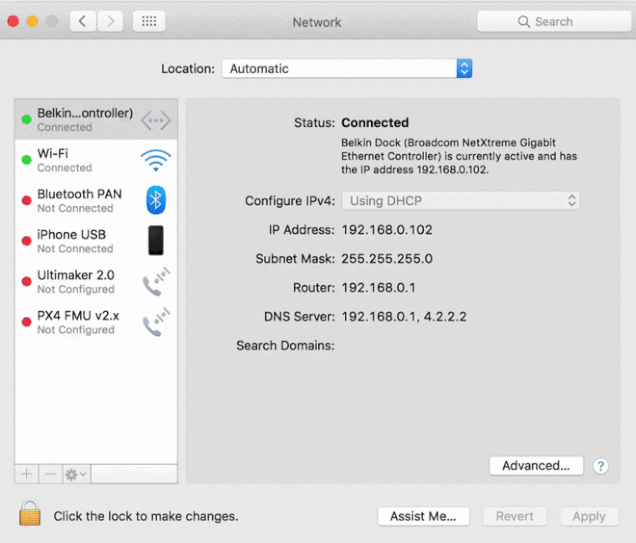 Network
Search
Location: Automatic
Belkin...ontroller)
Connected
Wi-Fi
Connected
Bluetooth PAN
Not Connected
iPhone USB
Not Connected
Ultimaker 2.0
Not Configured
PX4 FMU v2.x
Not Configured
Status: Connected
Belkin Dock (Broadcom NetXtreme Gigabit
Ethernet Controller) is currently active and has
the IP address 192.168.0.102.
Configure IPv4: Using DHCP
IP Address: 192.168.0.102
Subnet Mask: 255.255.255.0
Router: 192.168.0.1
DNS Server: 192.168.0.1, 4.2.2.2
Search Domains:
Advanced...
?
Click the lock to make changes.
Assist Me...
Revert
Apply